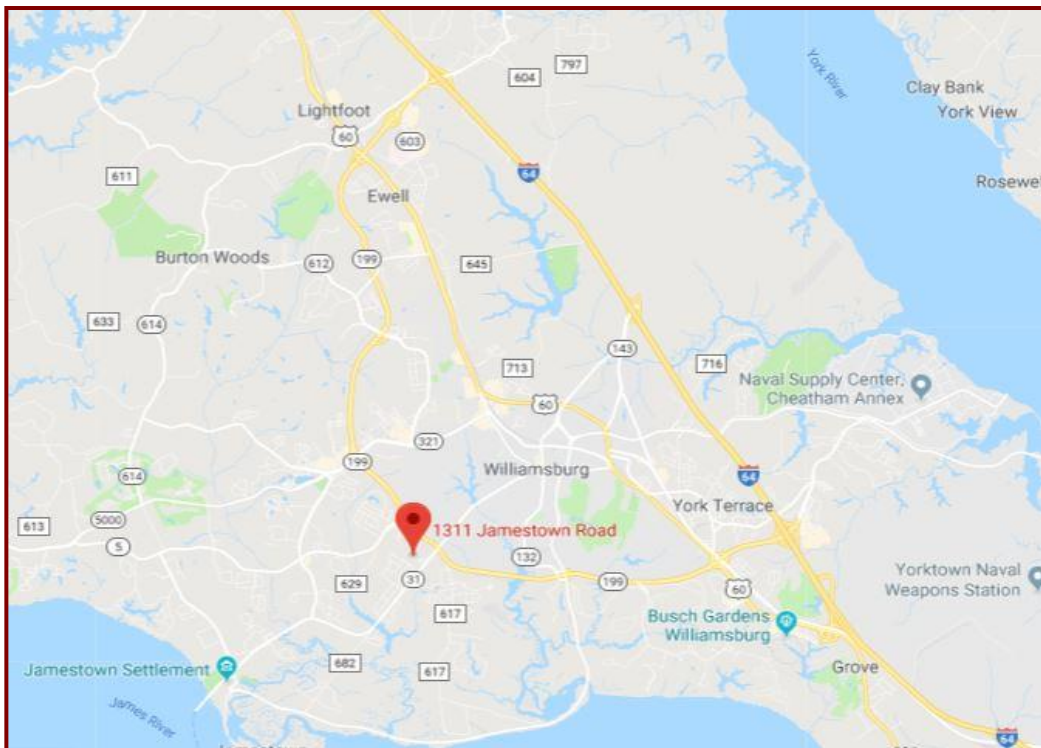 797
604
York River
Clay Bank
York View
Lightfoot
60
603
64
611
Rosewel
Ewell
Burton Woods
612
199
645
633
614
143
713
716
Naval Supply Center,
Cheatham Annex
60
321
199
Williamsburg
614
64
York Terrace
5000
613
5
1311 Jamestown Road
132
31
629
199
60
Yorktown Naval
Weapons Station
617
Busch Gardens
Williamsburg
682
617
Jamestown Settlement
Grove
James River
64